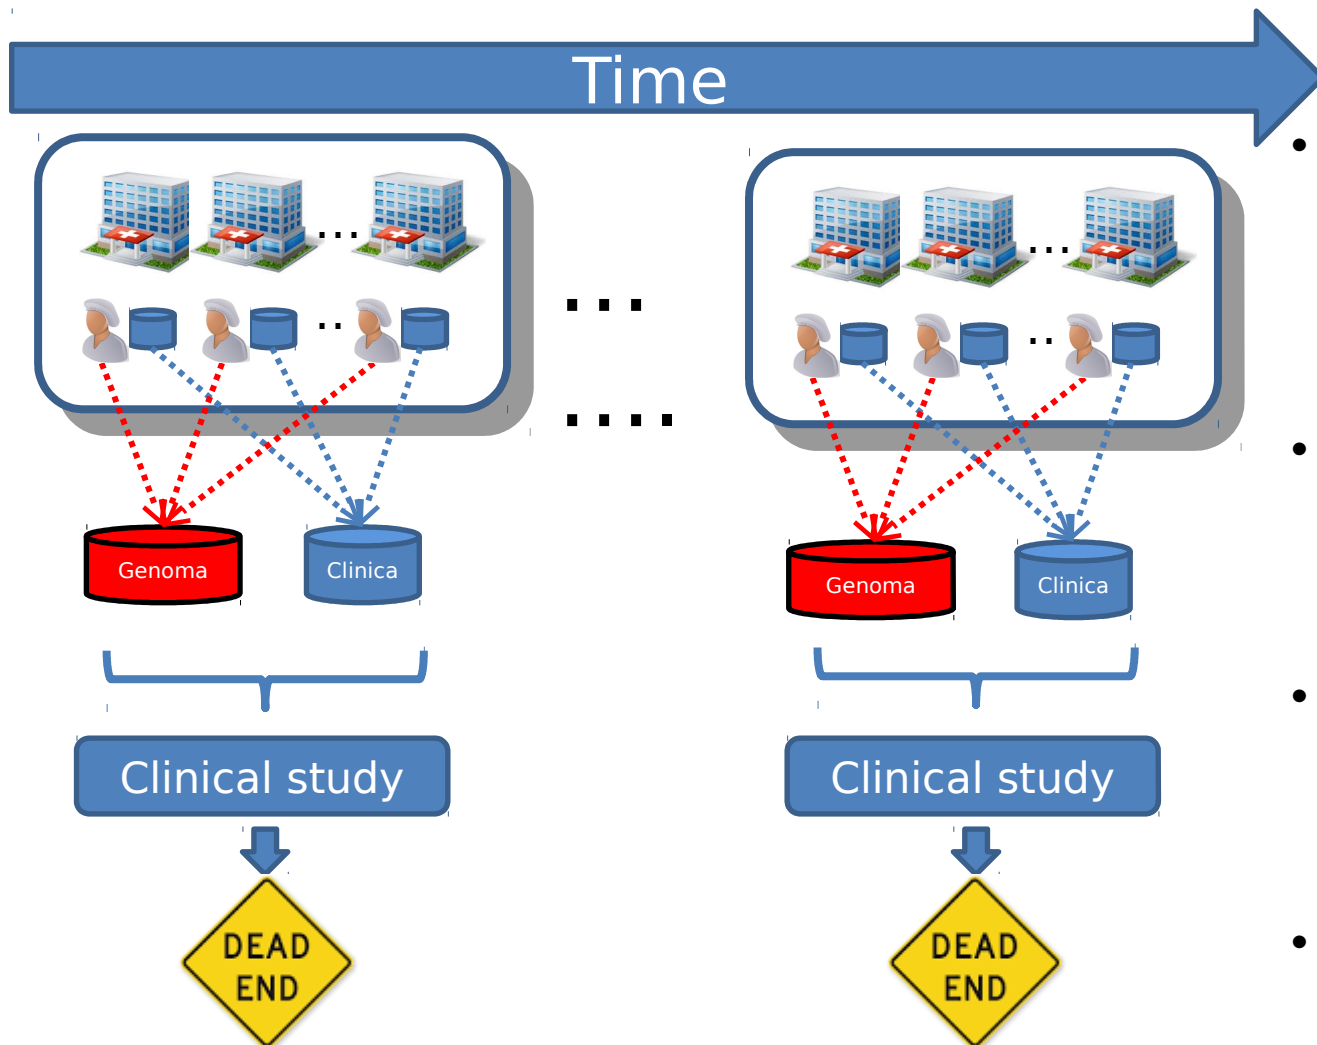 Time
...
..
...
....
...
..
Genoma
Clinica
Genoma
Clinica
Clinical study
Clinical study
DEAD
END
DEAD
END